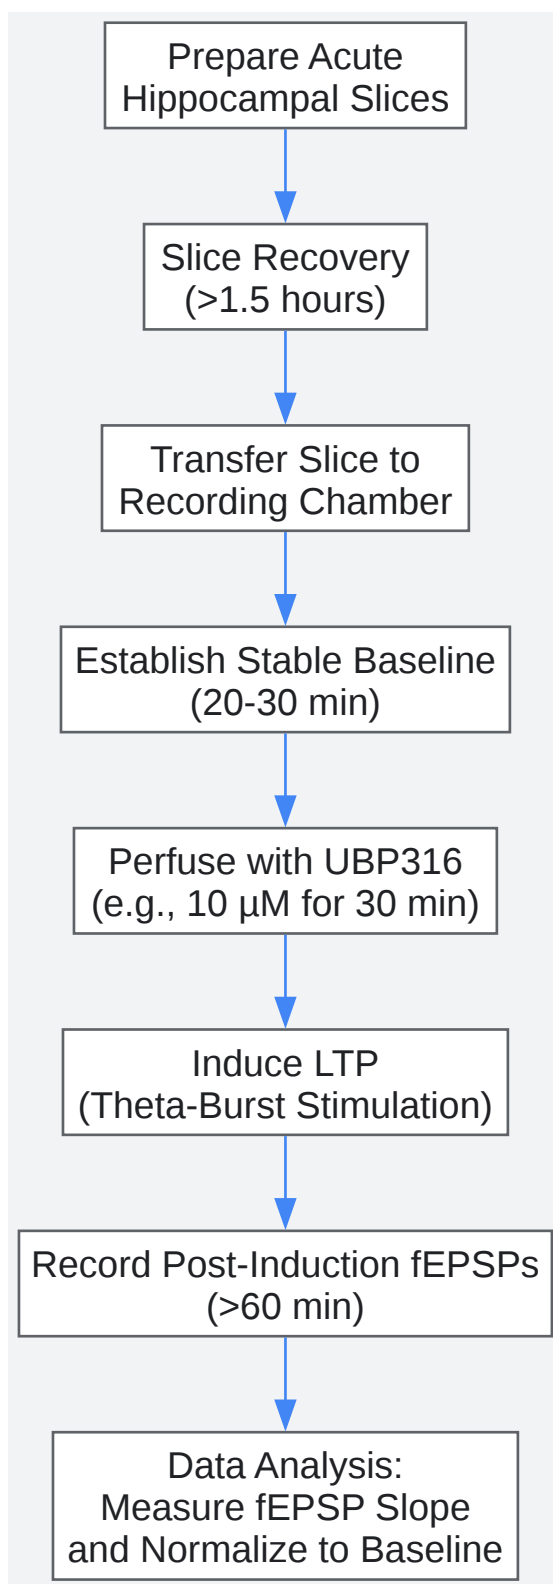 Prepare Acute
Hippocampal Slices
Slice Recovery
(>1.5 hours)
Transfer Slice to
Recording Chamber
Establish Stable Baseline
(20-30 min)
Perfuse with UBP316
(e.g., 10 µM for 30 min)
Induce LTP
(Theta-Burst Stimulation)
Record Post-Induction fEPSPs
(>60 min)
Data Analysis:
Measure fEPSP Slope
and Normalize to Baseline